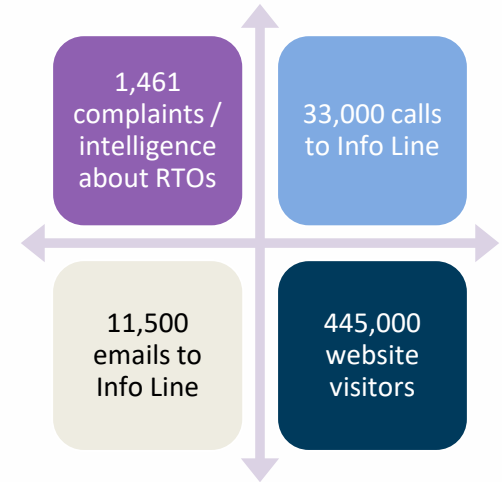 1,461
complaints /
intelligence
about RTOs
33,000 calls
to Info Line
11,500
emails to
Info Line
445,000
website
visitors